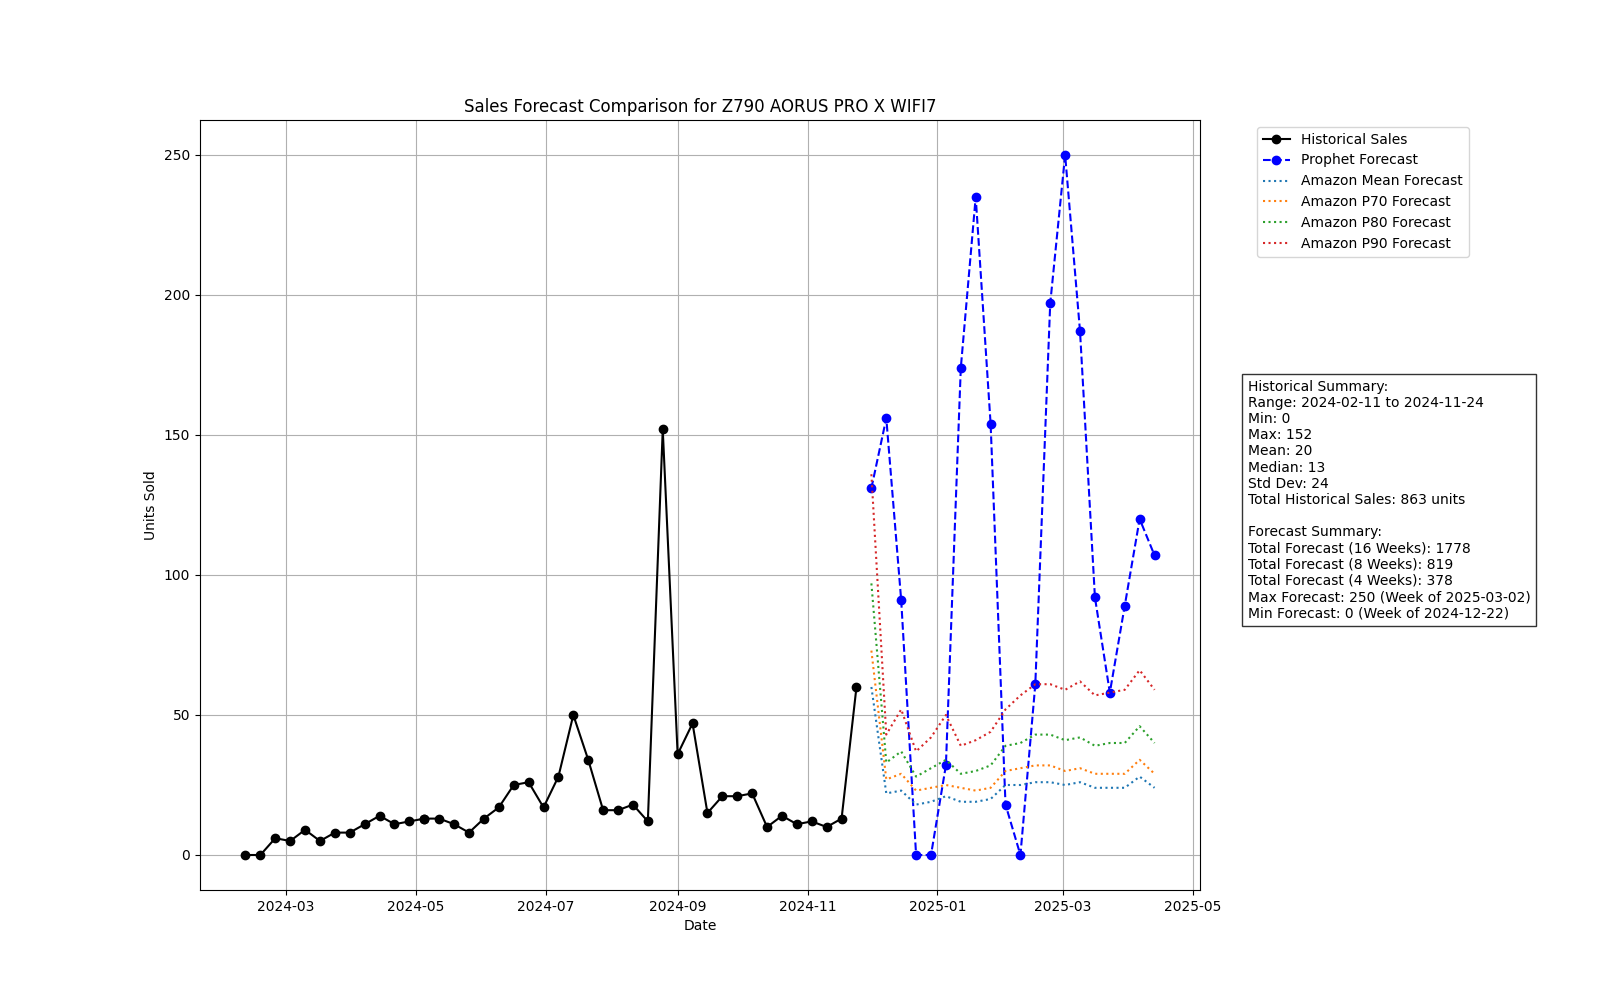 Sales Forecast Comparison for Z790 AORUS PRO X WIFI7
Units Sold
250
200
150
100
50
0
2024-03
2024-05
2024-07
2024-09
2024-11
2025-01
2025-03
2025-05
Date
Historical Sales
Prophet Forecast
Amazon Mean Forecast
Amazon P70 Forecast
Amazon P80 Forecast
Amazon P90 Forecast
Historical Summary:
Range: 2024-02-11 to 2024-11-24
Min: 0
Max: 152
Mean: 20
Median: 13
Std Dev: 24
Total Historical Sales: 863 units
Forecast Summary:
Total Forecast (16 Weeks): 1778
Total Forecast (8 Weeks): 819
Total Forecast (4 Weeks): 378
Max Forecast: 250 (Week of 2025-03-02)
Min Forecast: 0 (Week of 2024-12-22)